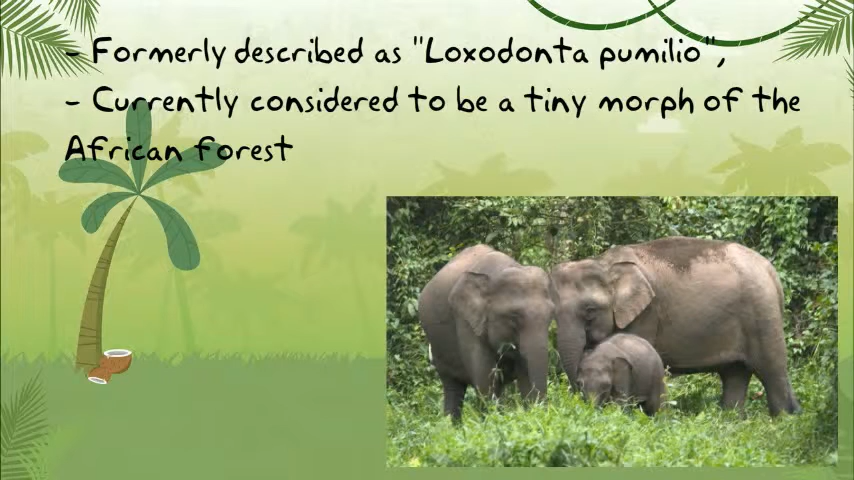 - Formerly described as "Loxodonta pumilio",
- Currently considered to be a tiny morph of the
African forest